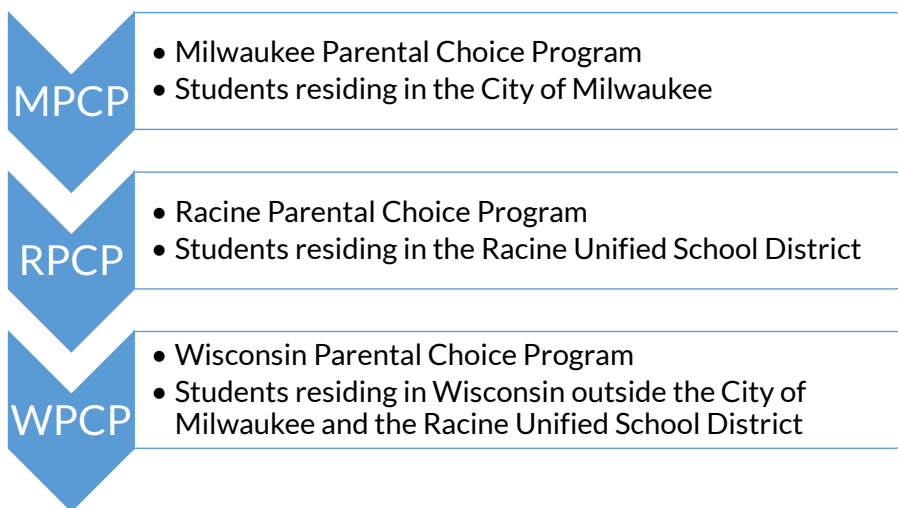 MPCP
• Milwaukee Parental Choice Program
• Students residing in the City of Milwaukee
RPCP
• Racine Parental Choice Program
• Students residing in the Racine Unified School District
WPCP
• Wisconsin Parental Choice Program
• Students residing in Wisconsin outside the City of
Milwaukee and the Racine Unified School District